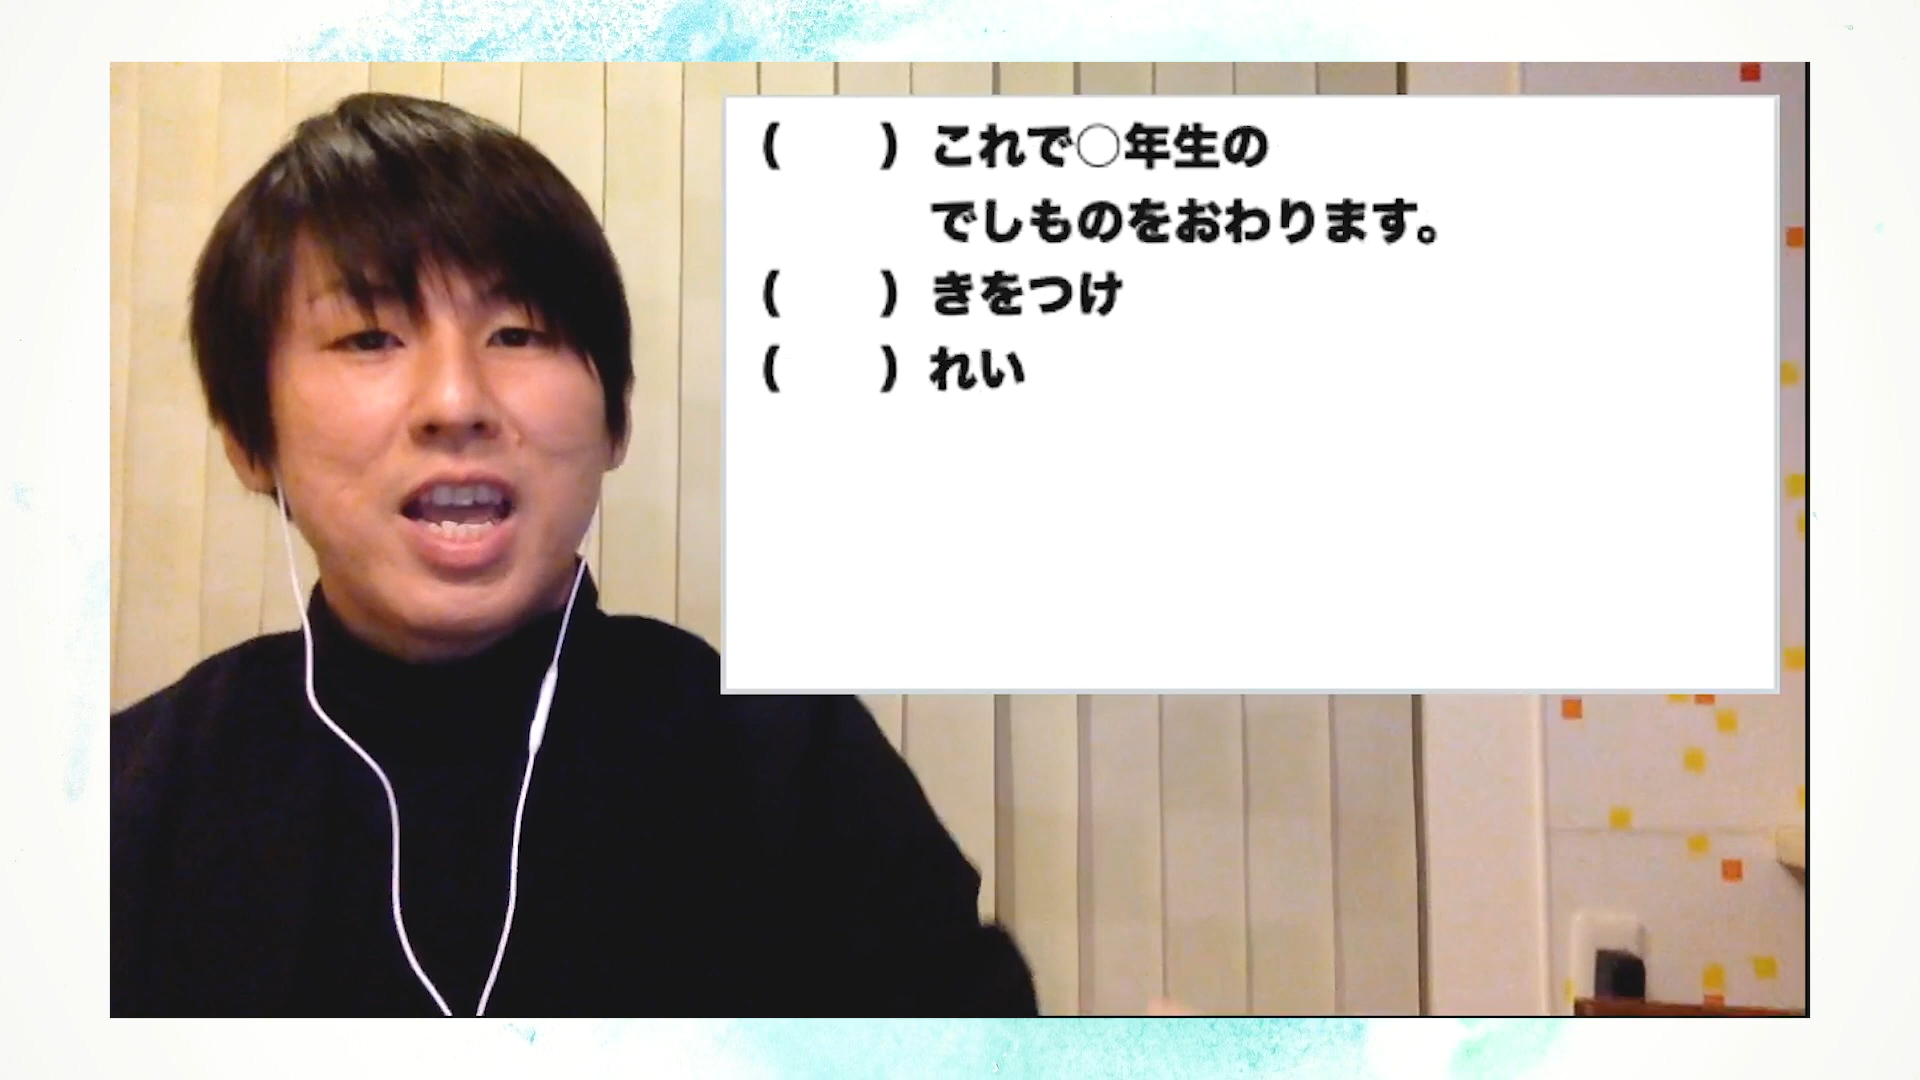 (　　) これで○年生の
でしものをおわります。
(　　) きをつけ
(　　) れい